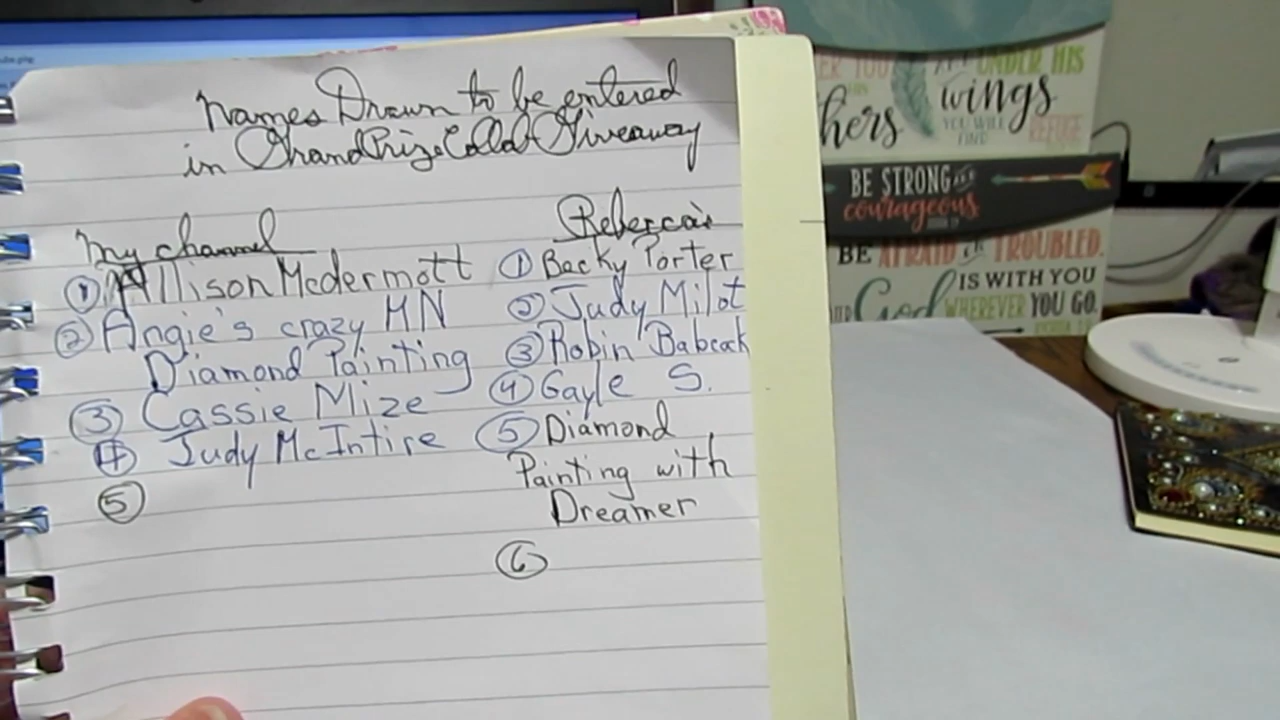 Names Drawn to be entered
in Grand Prize Collab Giveaway
My channel
① Allison Mcdermott
② Angie's crazy MN
Diamond Painting
③ Cassie Mize
④ Judy McIntire
⑤
Rebecca's
① Becky Porter
② Judy Milot
③ Robin Babcock
④ Gayle S.
⑤ Diamond
Painting with
Dreamer
⑥
UNDER HIS
wings
YOU WILL
FIND
REFUGE
BE STRONG AND
courageous
BE AFRAID OR TROUBLED.
IS WITH YOU
God WHEREVER YOU GO.